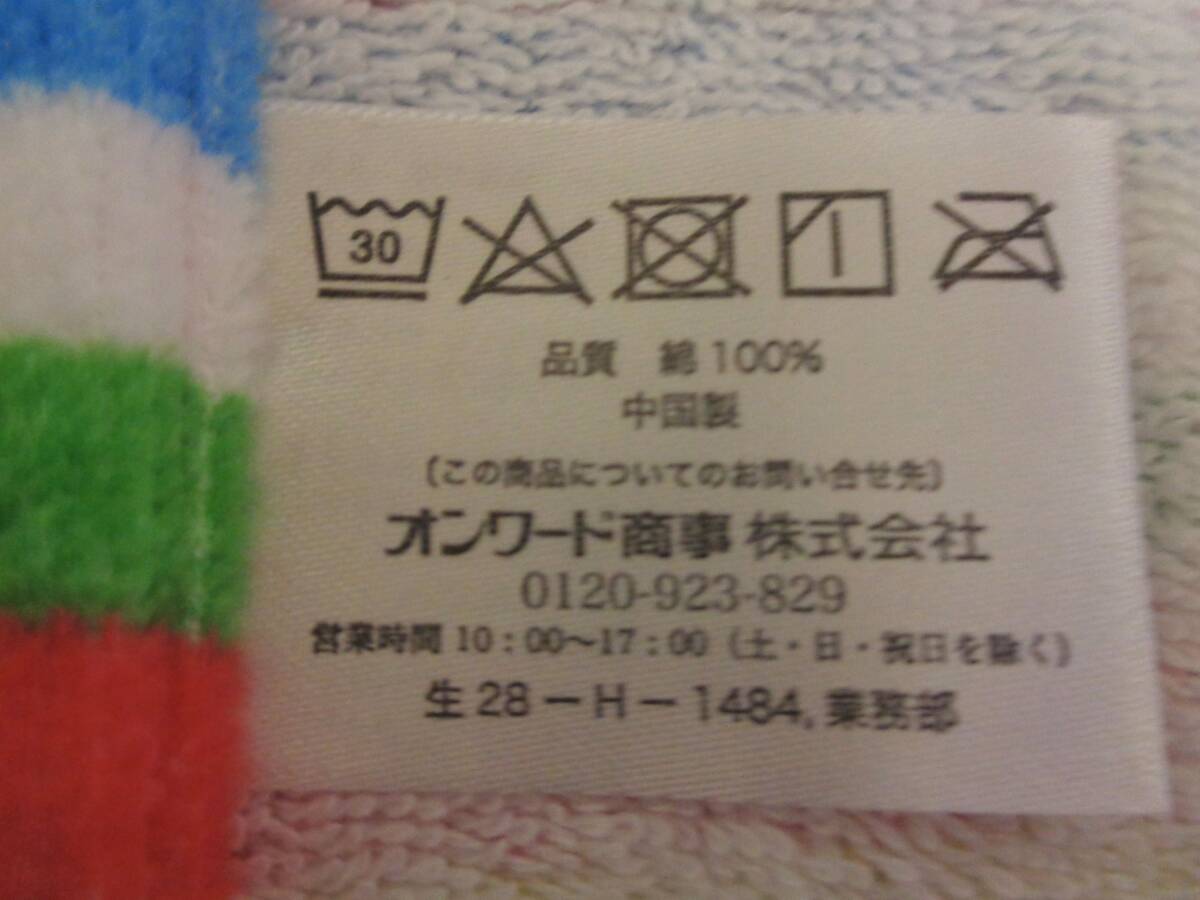 30
品質　綿100%
中国製
〔この商品についてのお問い合せ先〕
オンワード商事 株式会社
0120-923-829
営業時間 10：00〜17：00（土・日・祝日を除く）
生28－H－1484, 業務部